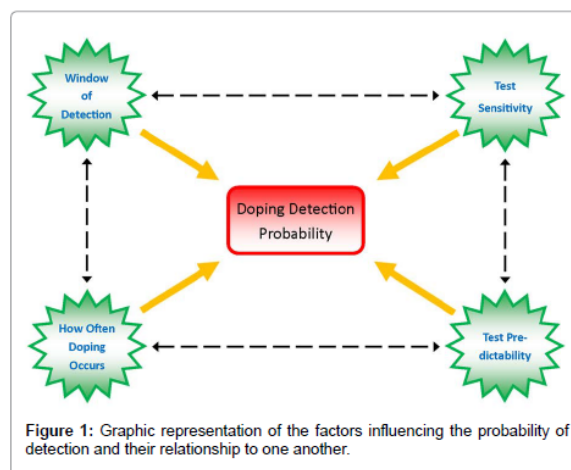 Window
of
Detection
Test
Sensitivity
Doping Detection
Probability
How Often
Doping
Occurs
Test Pre-
dictability
Figure 1: Graphic representation of the factors influencing the probability of
detection and their relationship to one another.